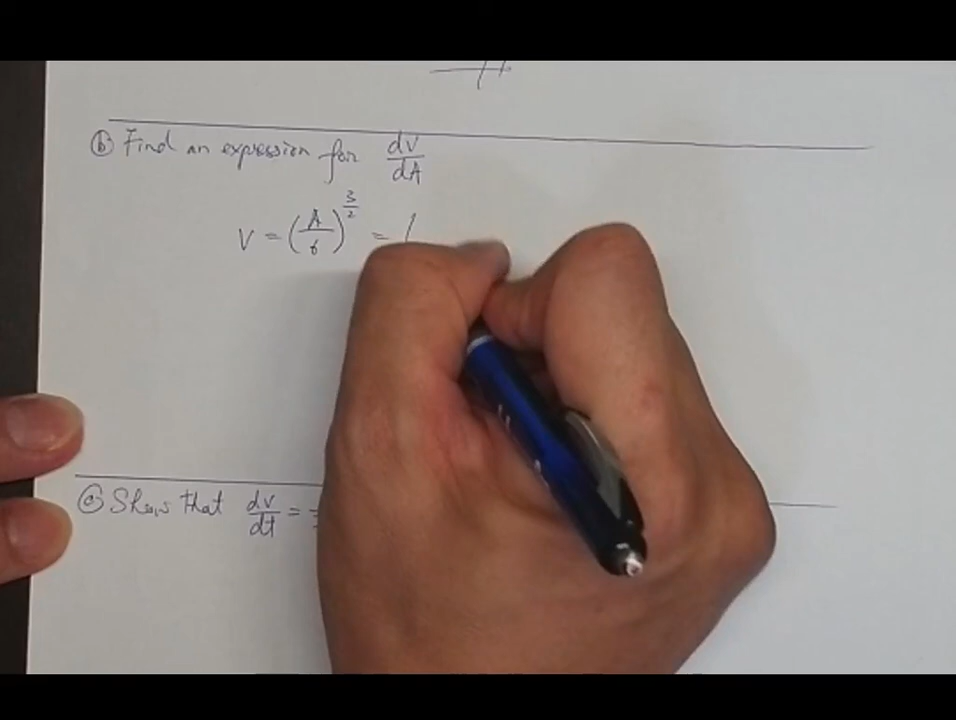 ⓑ Find an expression for dV/dA
V = (A/6)^(3/2) = (
ⓒ Show that dV/dt =